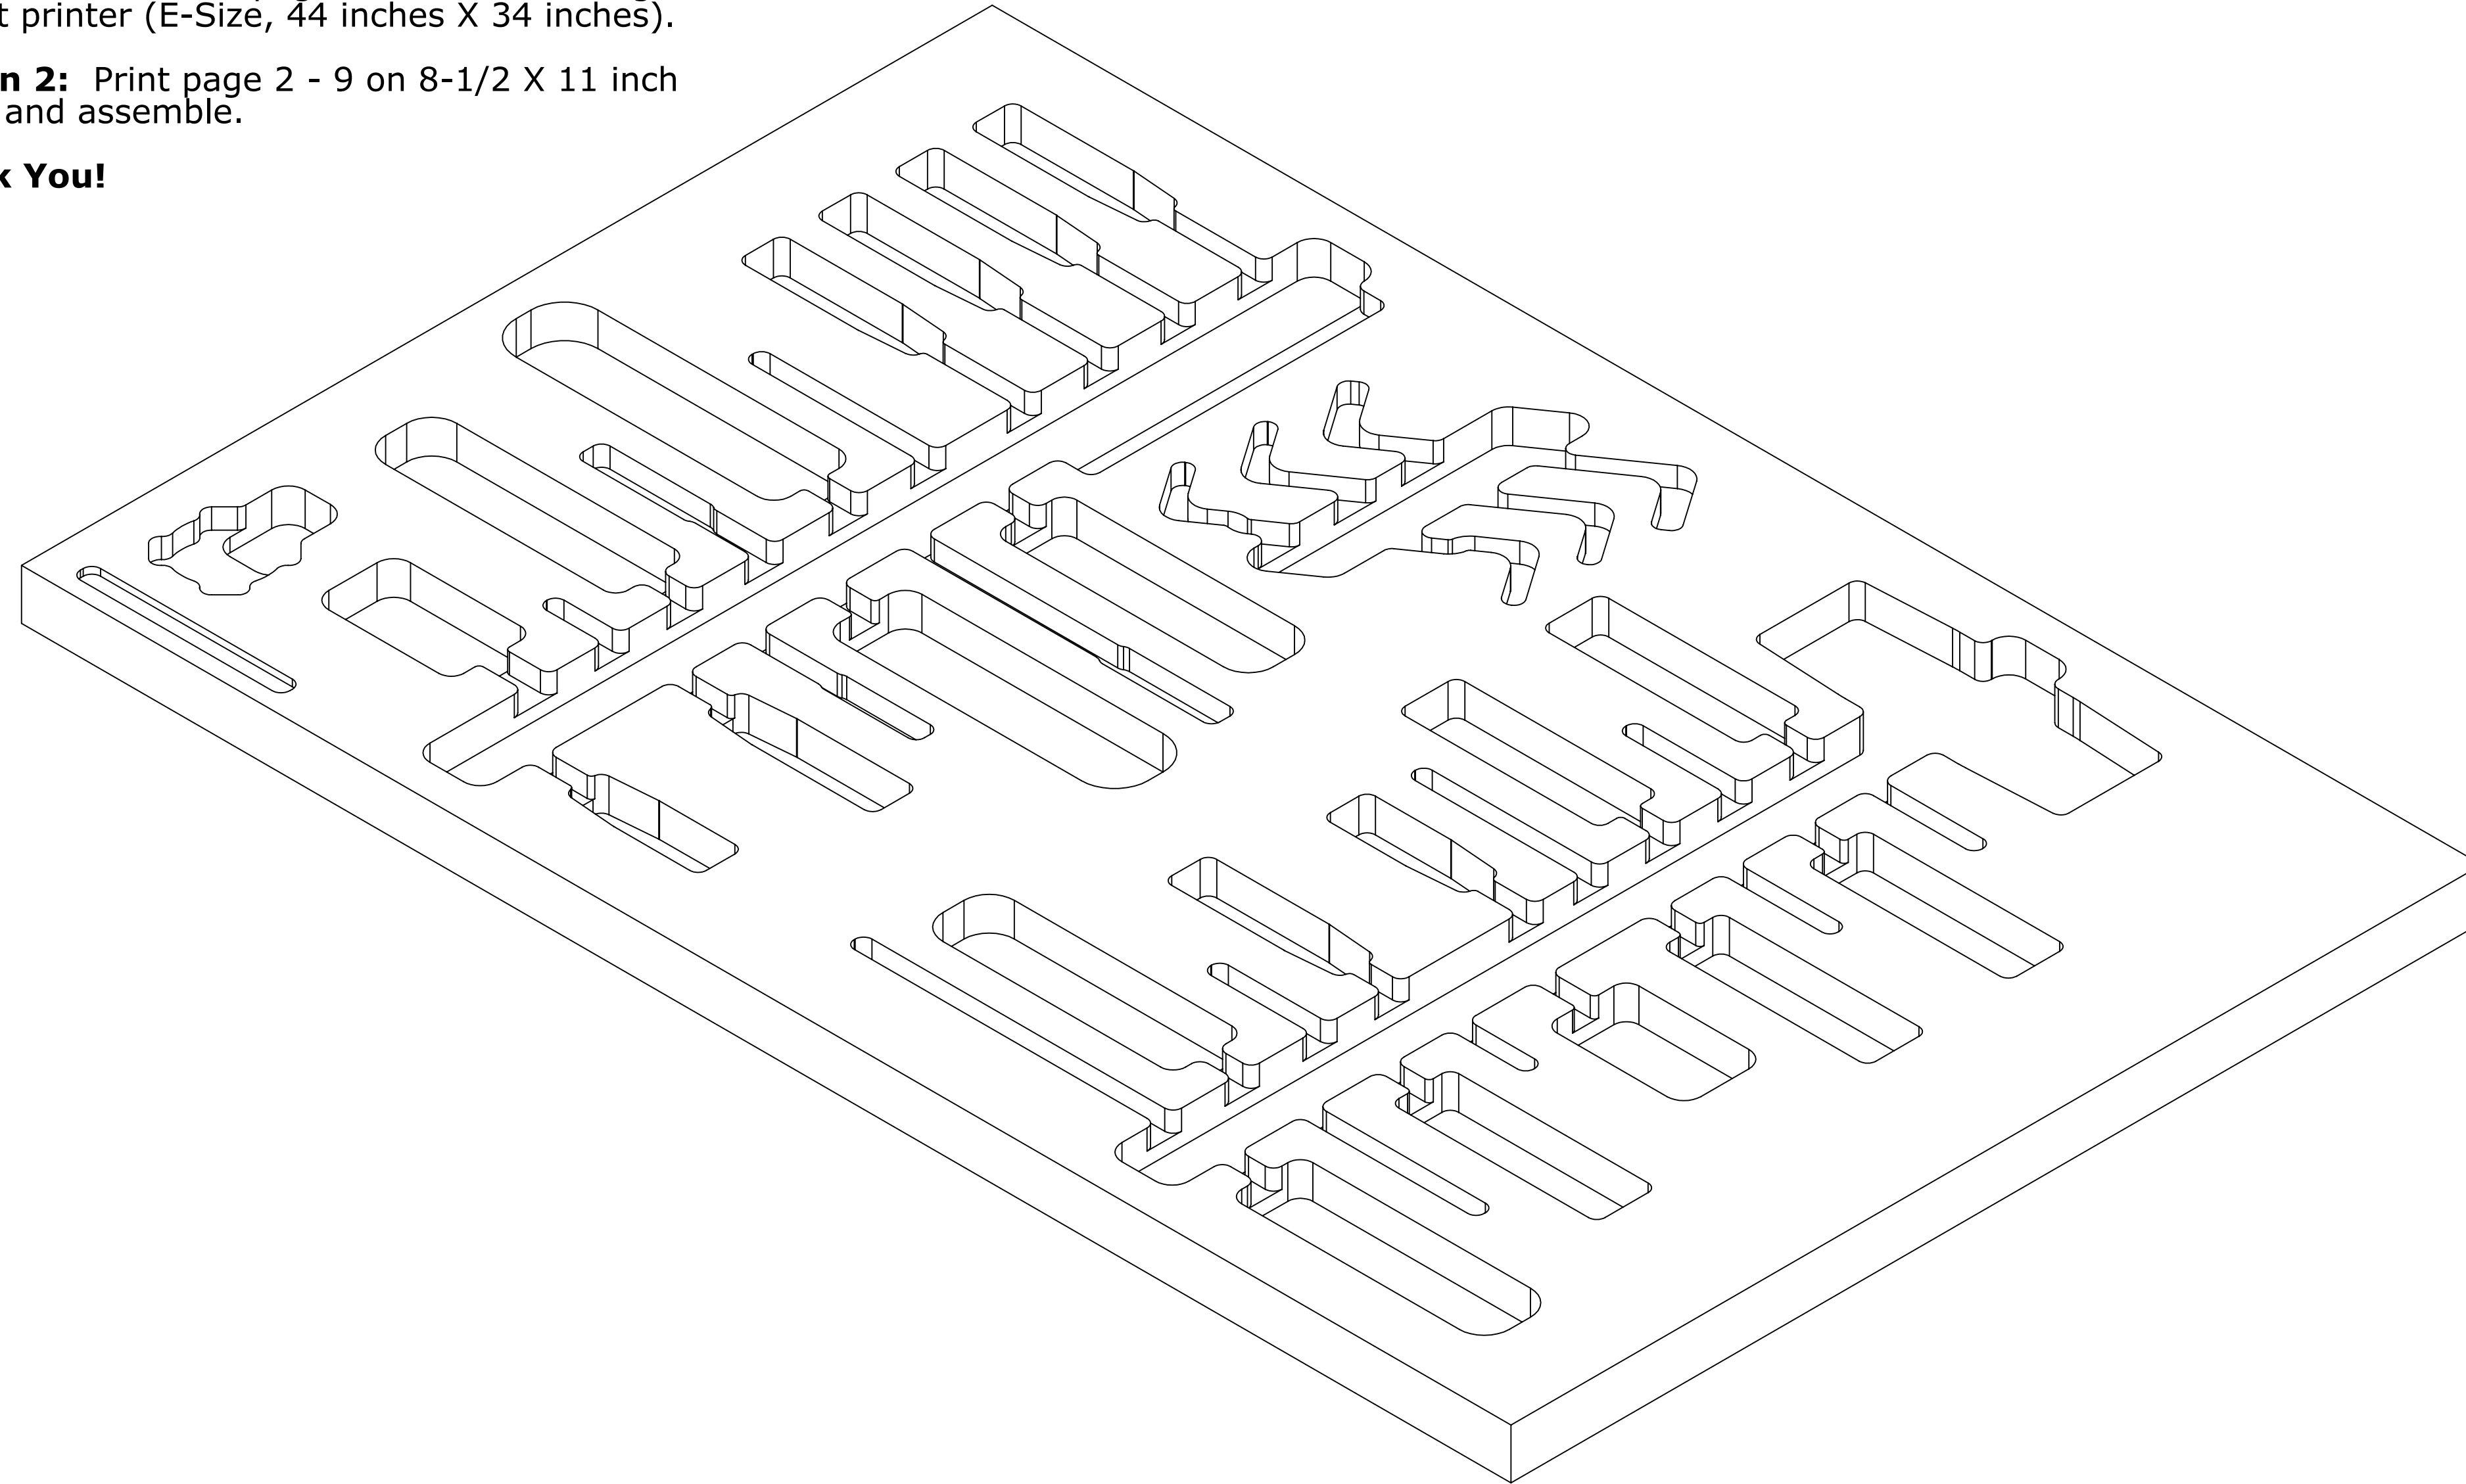 t printer (E-Size, 44 inches X 34 inches).
n 2: Print page 2 - 9 on 8-1/2 X 11 inch
and assemble.
k You!